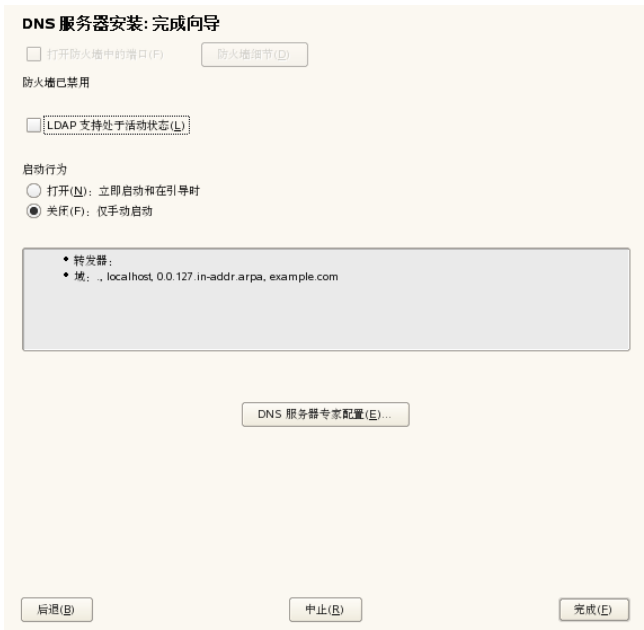 DNS 服务器安装: 完成向导
打开防火墙中的端口(F) 防火墙细节(D)
防火墙已禁用
LDAP 支持处于活动状态(L)
启动行为
打开(N)：立即启动和在引导时
关闭(F)：仅手动启动
• 转发器：
• 域：., localhost, 0.0.127.in-addr.arpa, example.com
DNS 服务器专家配置(E)...
后退(B) 中止(R) 完成(F)